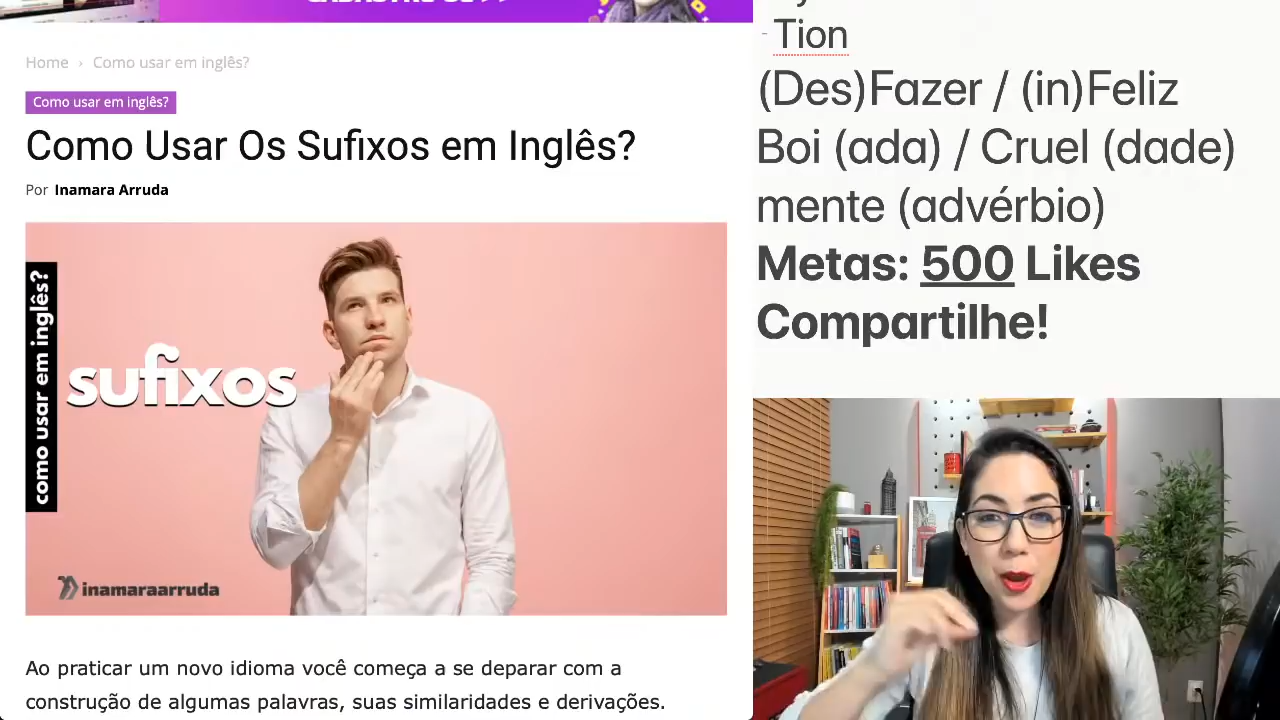 Home › Como usar em inglês?
Como usar em inglês?
Como Usar Os Sufixos em Inglês?
Por Inamara Arruda
como usar em inglês?
sufixos
inamaraarruda
Ao praticar um novo idioma você começa a se deparar com a
construção de algumas palavras, suas similaridades e derivações.
- Tion
(Des)Fazer / (in)Feliz
Boi (ada) / Cruel (dade)
mente (advérbio)
Metas: 500 Likes
Compartilhe!